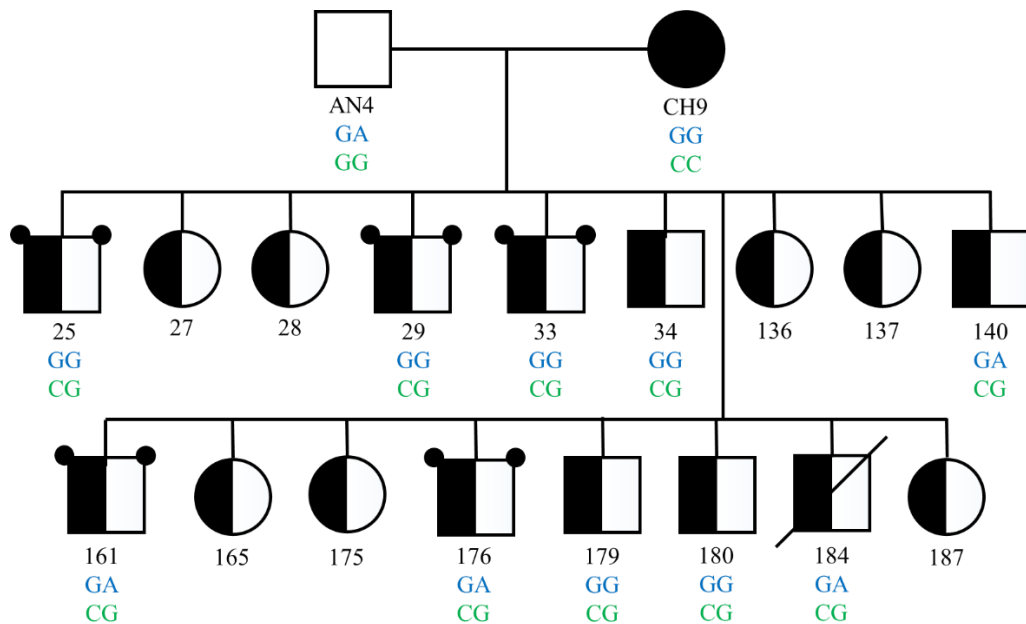 AN4 CH9
GA GG
GG CC
25 27 28 29 33 34 136 137 140
GG GG GG GG GA
CG CG CG CG CG
161 165 175 176 179 180 184 187
GA GA GG GG GA
CG CG CG CG CG